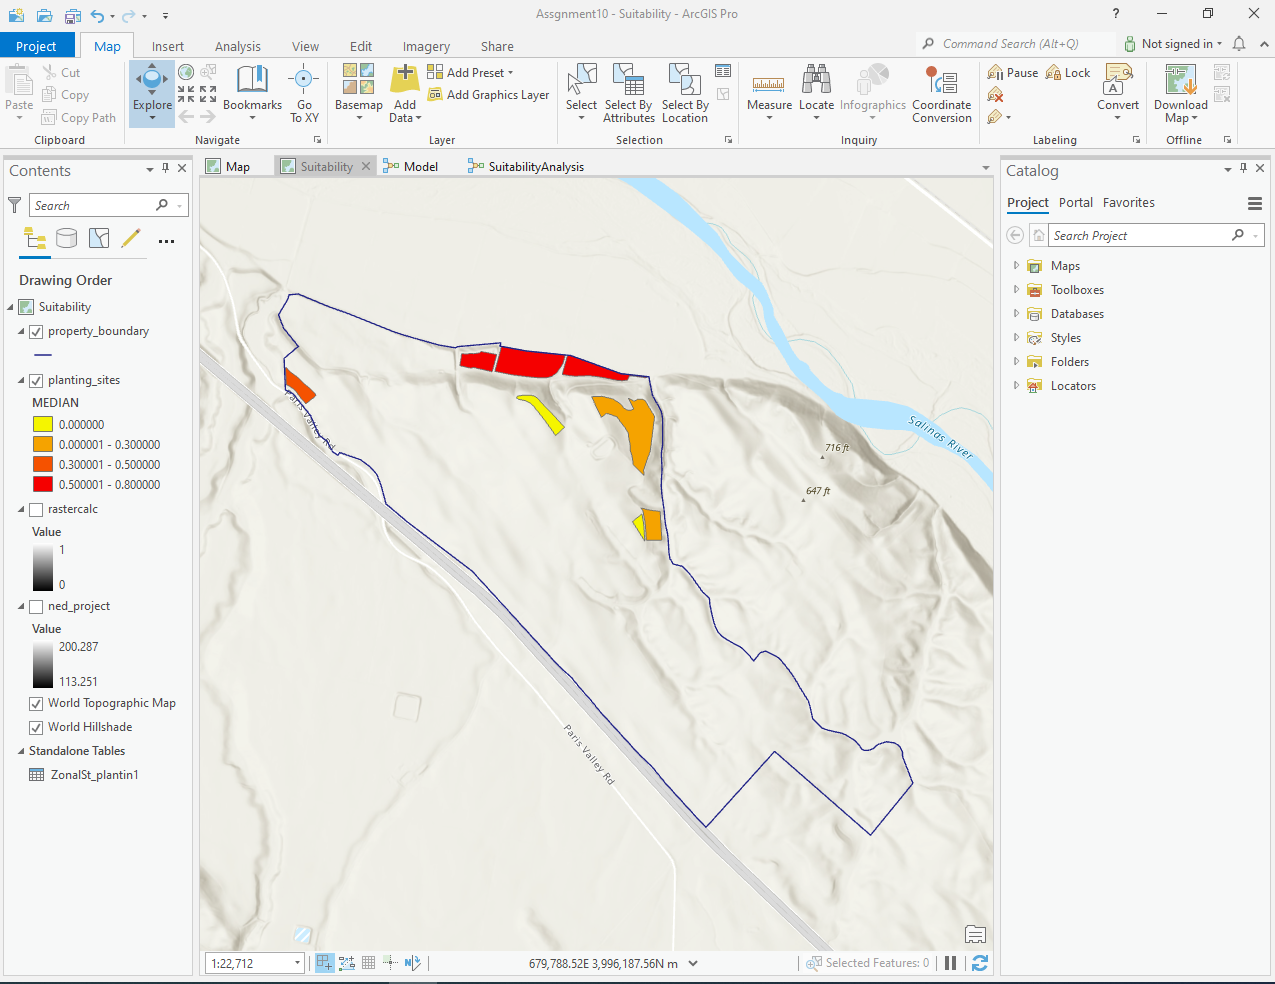 Assgnment10 - Suitability - ArcGIS Pro
?
Project
Map
Insert
Analysis
View
Edit
Imagery
Share
Command Search (Alt+Q)
Not signed in
Paste
Cut
Copy
Copy Path
Clipboard
Explore
Bookmarks
Go
To XY
Navigate
Basemap
Add
Data
Add Preset
Add Graphics Layer
Layer
Select
Select By
Attributes
Select By
Location
Selection
Measure
Locate
Infographics
Coordinate
Conversion
Inquiry
Pause
Lock
Convert
Labeling
Download
Map
Offline
Contents
Search
Drawing Order
Suitability
property_boundary
planting_sites
MEDIAN
0.000000
0.000001 - 0.300000
0.300001 - 0.500000
0.500001 - 0.800000
rastercalc
Value
1
0
ned_project
Value
200.287
113.251
World Topographic Map
World Hillshade
Standalone Tables
ZonalSt_plantin1
Map
Suitability
Model
SuitabilityAnalysis
Paris Valley Rd
Salinas River
716 ft
647 ft
Paris Valley Rd
1:22,712
679,788.52E 3,996,187.56N m
Selected Features: 0
Catalog
Project
Portal
Favorites
Search Project
Maps
Toolboxes
Databases
Styles
Folders
Locators